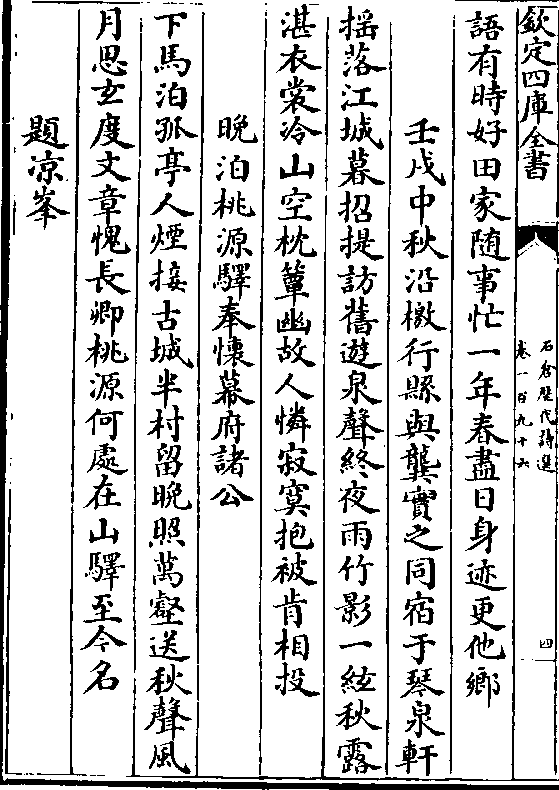 欽定四庫全書
石倉歷代詩選
卷一百九十六
四
語有時好田家随事忙一年春盡日身迹更他鄉
壬戌中秋沿檄行縣與龔實之同宿于琴泉軒
揺落江城暮招提訪舊遊泉聲終夜雨竹影一絃秋露
湛衣裳冷山空枕簟幽故人憐寂寞抱被肯相投
晚泊桃源驛奉懷幕府諸公
下馬泊孤亭人煙接古城半村留晚照萬壑送秋聲風
月思玄度文章愧長卿桃源何處在山驛至今名
題凉峯